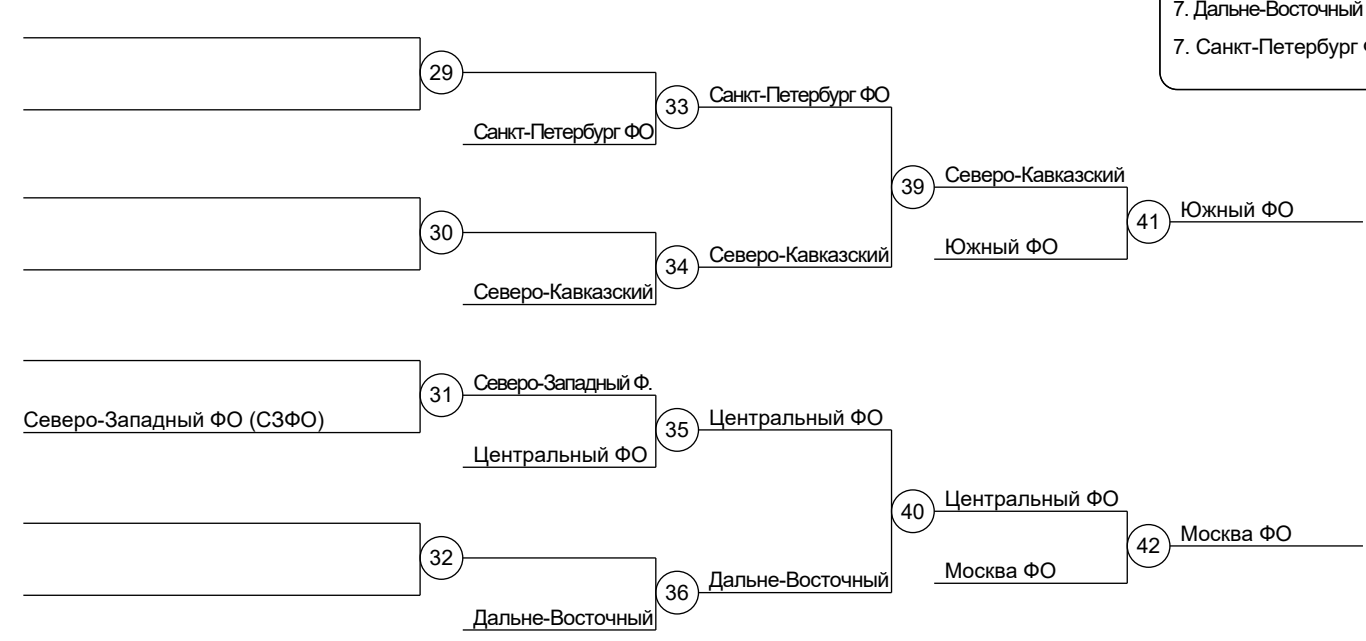 7. Дальне-Восточный
7. Санкт-Петербург
29
Санкт-Петербург ФО
33
Санкт-Петербург ФО
30
Северо-Кавказский
34
Северо-Кавказский
39
Северо-Кавказский
Южный ФО
41
Южный ФО
Северо-Западный ФО (СЗФО)
31
Северо-Западный Ф.
Центральный ФО
35
Центральный ФО
32
Дальне-Восточный
36
Дальне-Восточный
40
Центральный ФО
Москва ФО
42
Москва ФО